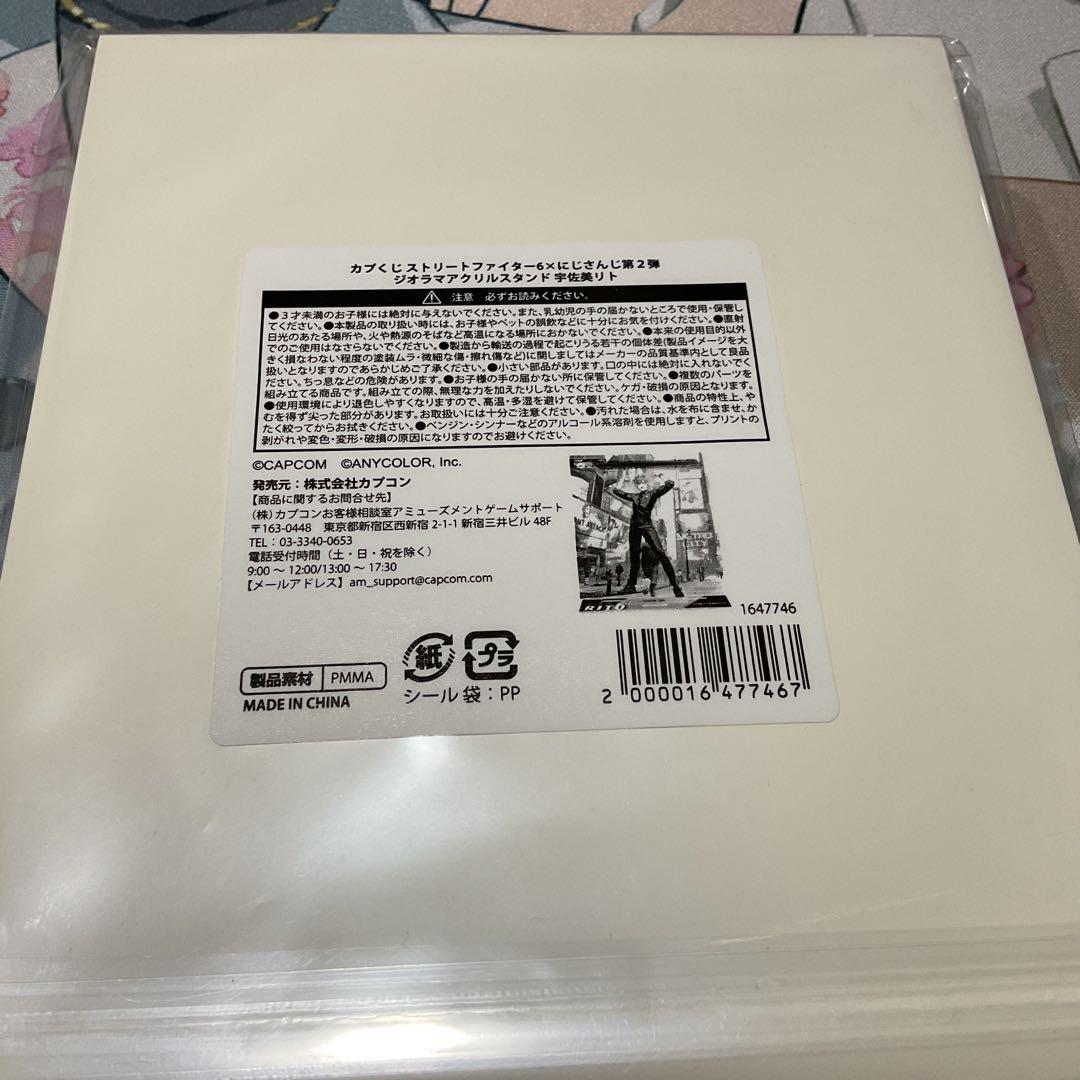 カプくじ ストリートファイター6×にじさんじ第2弾
ジオラマアクリルスタンド 宇佐美リト
注意 必ずお読みください。
●3才未満のお子様には絶対に与えないでください。また、乳幼児の手の届かないところで使用・保管し
てください。●本製品の取り扱い時には、お子様やペットの誤飲などに十分にお気を付けください。●直射
日光のあたる場所や、火や熱源のそばなど高温になる場所におかないでください。●本来の使用目的以外
でのご使用はなさらないでください。●製造から輸送の過程で起こりうる若干の個体差(製品イメージを大
きく損なわない程度の塗装ムラ・微細な傷・擦れ傷など)に関しましてはメーカーの品質基準内として良品
扱いとなりますのであらかじめご了承ください。●小さい部品があります。口の中には絶対に入れないでく
ださい。ちっ息などの危険があります。●お子様の手の届かない所に保管してください。●複数のパーツを
組み立てる商品です。組み立ての際、無理な力を加えたりしないでください。ケガ・破損の原因となります。
●使用環境により退色しやすくなりますので、高温・多湿を避けて保管してください。●商品の特性上、や
むを得ず尖った部分があります。お取扱いには十分ご注意ください。●汚れた場合は、水を布に含ませ、か
たく絞ってからお拭きください。●ベンジン・シンナーなどのアルコール系溶剤を使用しますと、プリントの
剥がれや変色・変形・破損の原因になりますのでお避けください。
©CAPCOM ©ANYCOLOR, Inc.
発売元:株式会社カプコン
【商品に関するお問合せ先】
(株)カプコンお客様相談室アミューズメントゲームサポート
〒163-0448 東京都新宿区西新宿 2-1-1 新宿三井ビル 48F
TEL:03-3340-0653
電話受付時間(土・日・祝を除く)
9:00 ～ 12:00/13:00 ～ 17:30
【メールアドレス】am_support@capcom.com
RITO
1647746
紙 プラ
シール 袋:PP
製品素材 PMMA
MADE IN CHINA
2 000016 477467